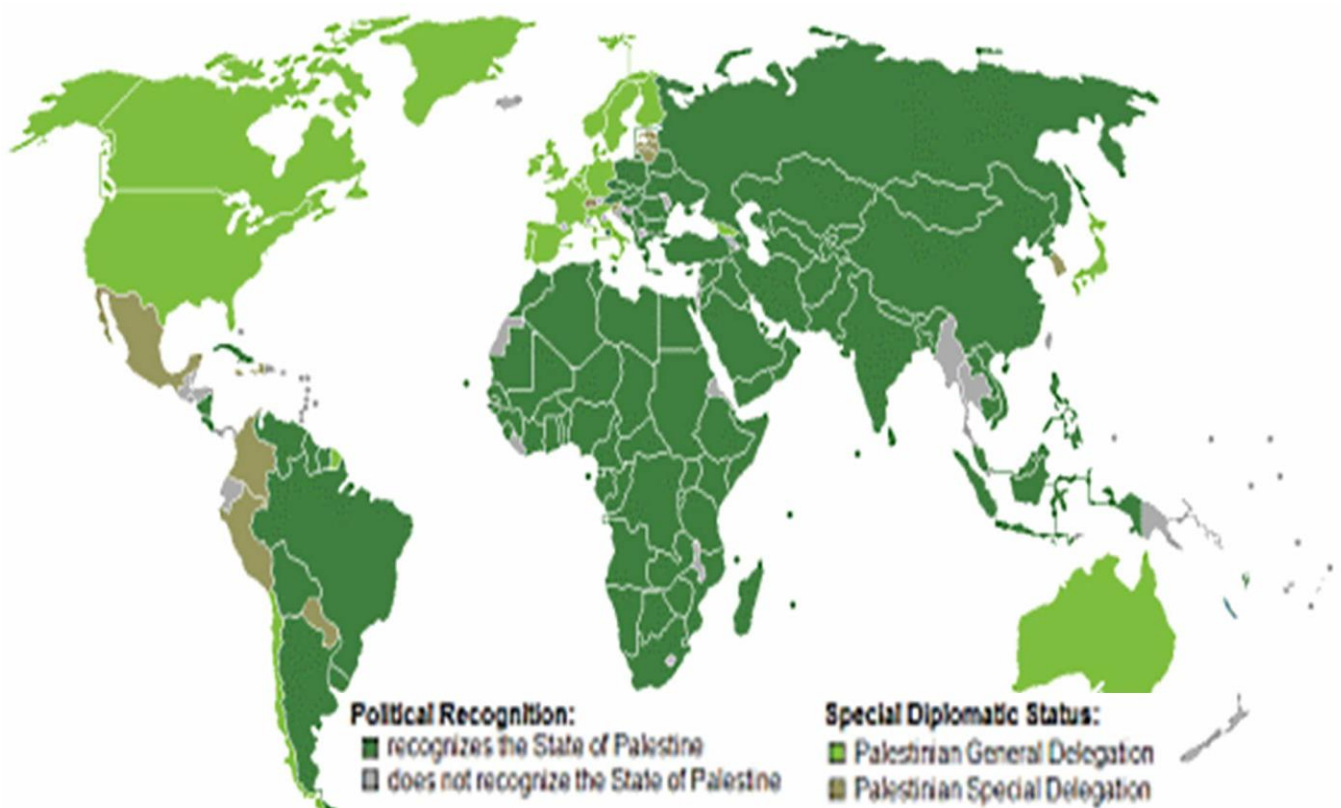 Political Recognition:
recognizes the State of Palestine
does not recognize the State of Palestine
Special Diplomatic Status:
Palestinian General Delegation
Palestinian Special Delegation